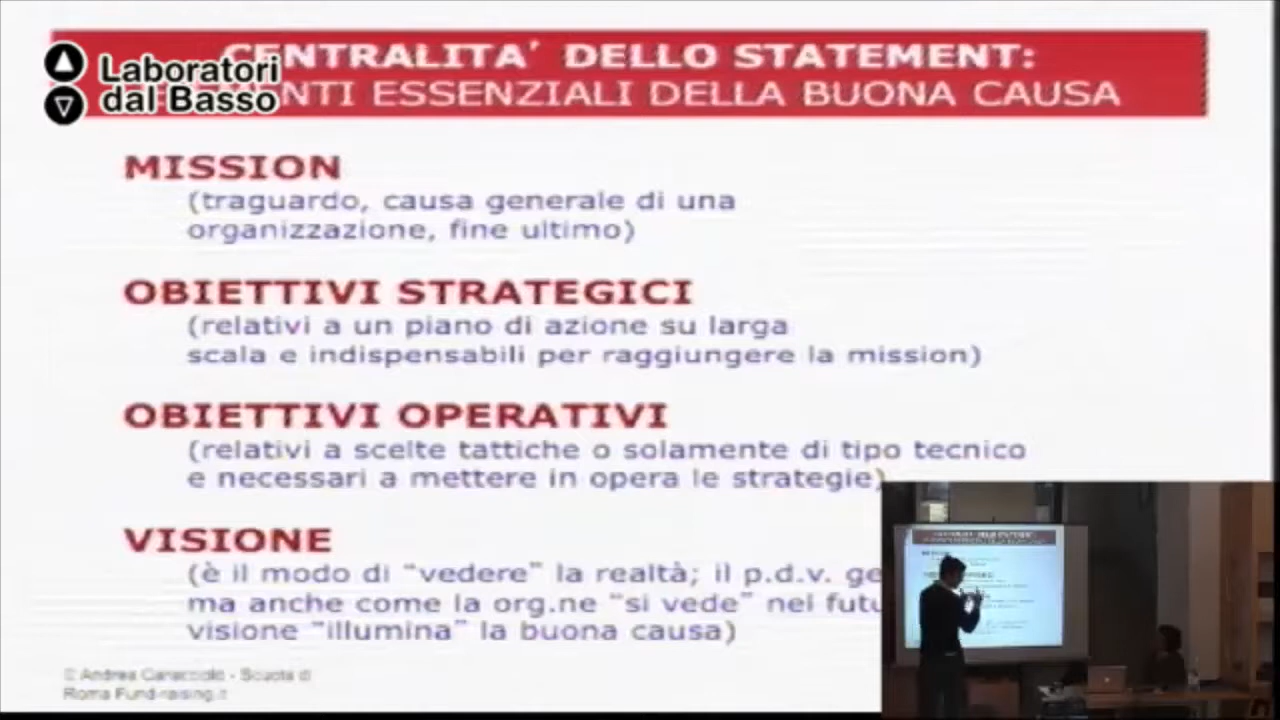 Laboratori
dal Basso
CENTRALITA' DELLO STATEMENT:
ENTI ESSENZIALI DELLA BUONA CAUSA
MISSION
(traguardo, causa generale di una
organizzazione, fine ultimo)
OBIETTIVI STRATEGICI
(relativi a un piano di azione su larga
scala e indispensabili per raggiungere la mission)
OBIETTIVI OPERATIVI
(relativi a scelte tattiche o solamente di tipo tecnico
e necessari a mettere in opera le strategie)
VISIONE
(è il modo di "vedere" la realtà; il p.d.v. ge
ma anche come la org.ne "si vede" nel futu
visione "illumina" la buona causa)
© Andrea Caracciolo - Scuola di
Roma Fund-raising.it